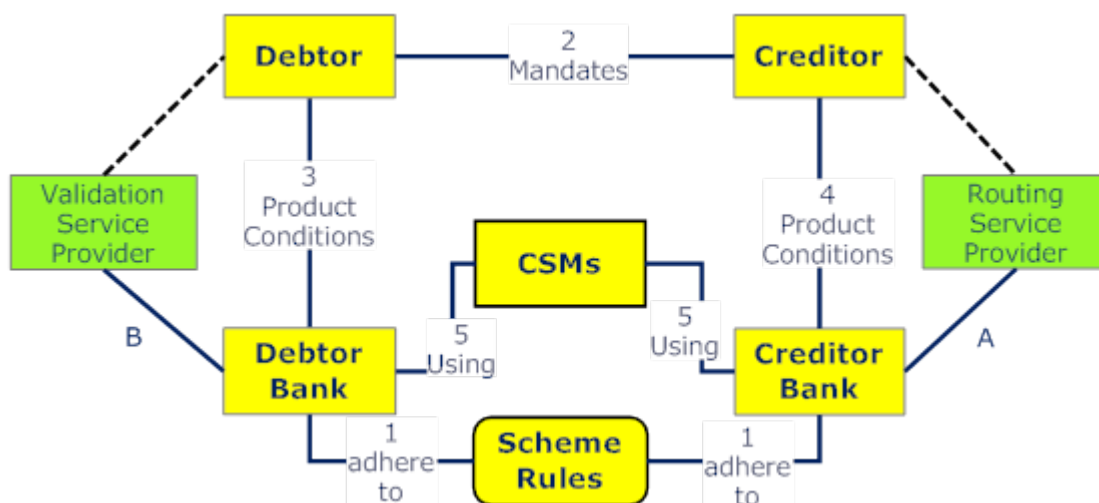 Debtor
2
Mandates
Creditor
Validation
Service
Provider
3
Product
Conditions
4
Product
Conditions
Routing
Service
Provider
CSMs
B
5
Using
5
Using
A
Debtor
Bank
Creditor
Bank
1
adhere
to
Scheme
Rules
1
adhere
to